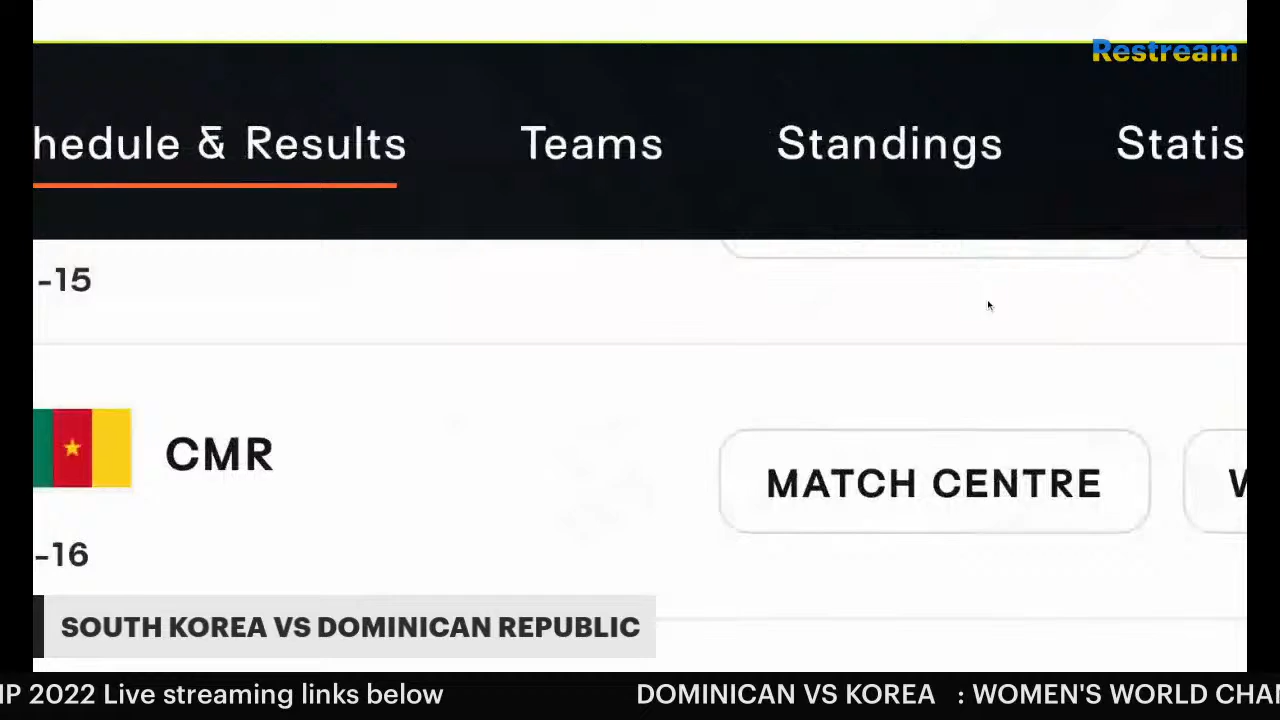 Restream
hedule & Results
Teams
Standings
Statis
-15
CMR
MATCH CENTRE
W
-16
SOUTH KOREA VS DOMINICAN REPUBLIC
IP 2022 Live streaming links below
DOMINICAN VS KOREA : WOMEN'S WORLD CHAN